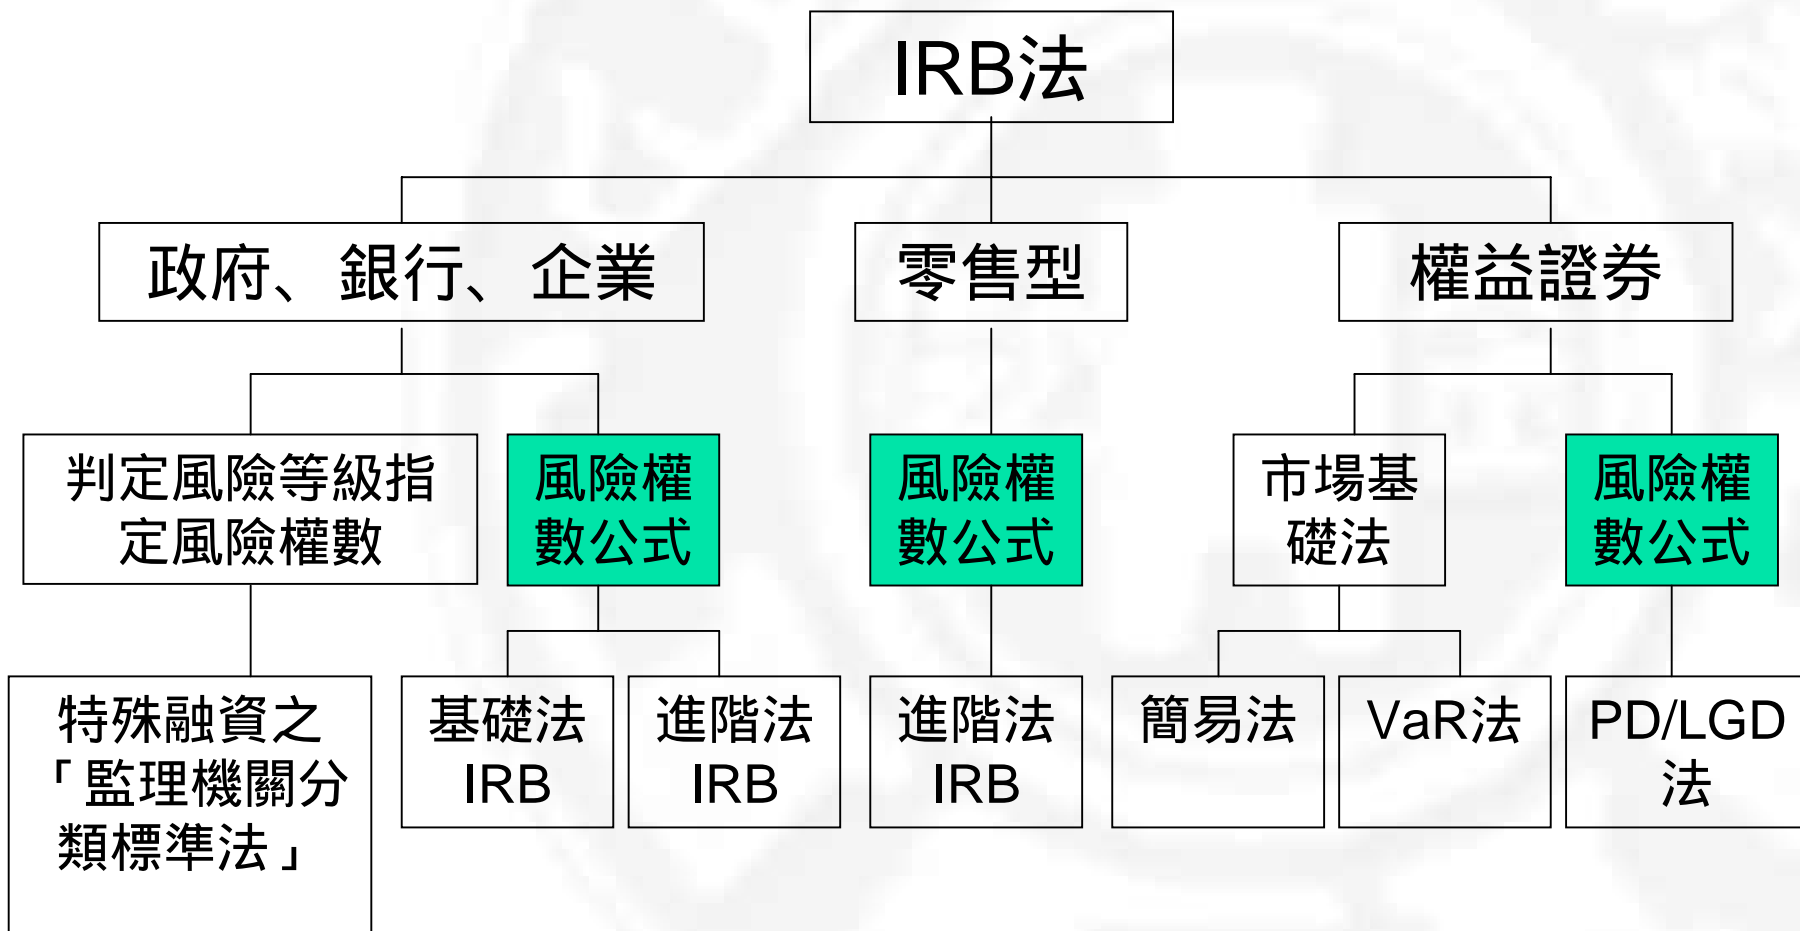 IRB法
政府、銀行、企業
零售型
權益證券
判定風險等級指
定風險權數
風險權
數公式
風險權
數公式
市場基
礎法
風險權
數公式
特殊融資之
「監理機關分
類標準法」
基礎法
IRB
進階法
IRB
進階法
IRB
簡易法
VaR法
PD/LGD
法